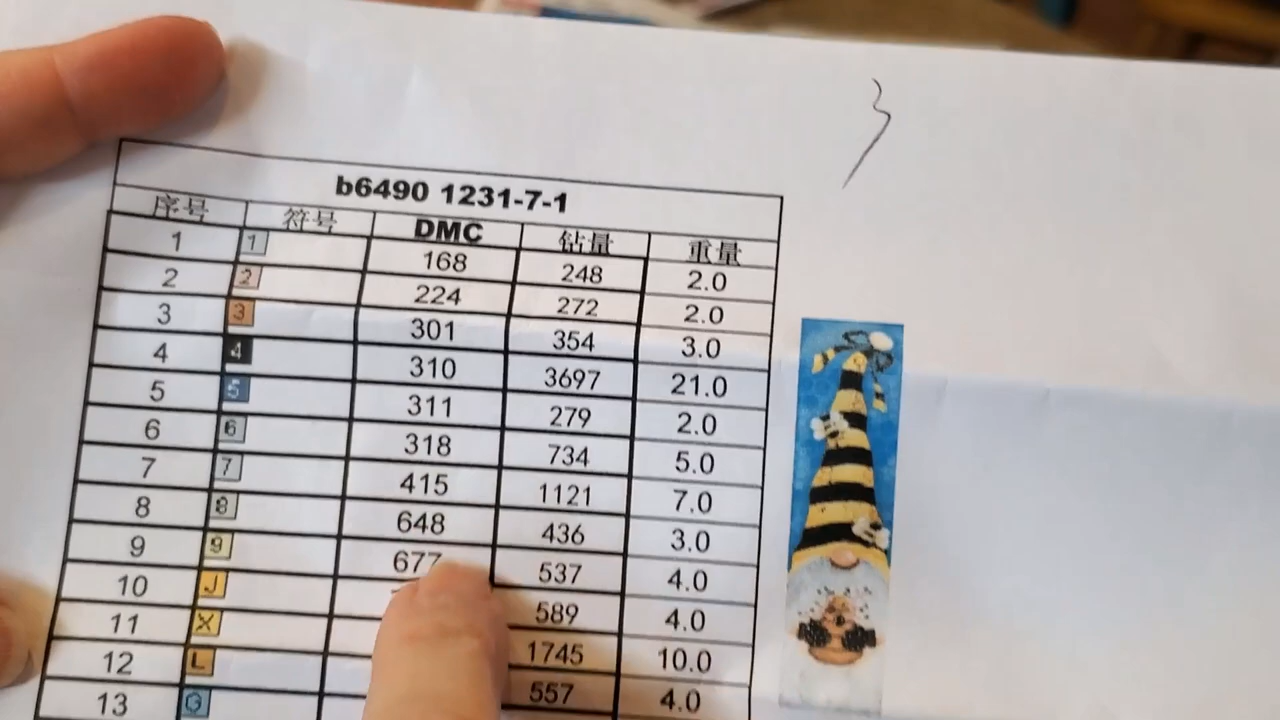 b6490 1231-7-1
序号 符号 DMC 钻量 重量
1 1 168 248 2.0
2 2 224 272 2.0
3 3 301 354 3.0
4 4 310 3697 21.0
5 5 311 279 2.0
6 6 318 734 5.0
7 7 415 1121 7.0
8 8 648 436 3.0
9 9 677 537 4.0
10 J 589 4.0
11 X 1745 10.0
12 L 557 4.0
13 G